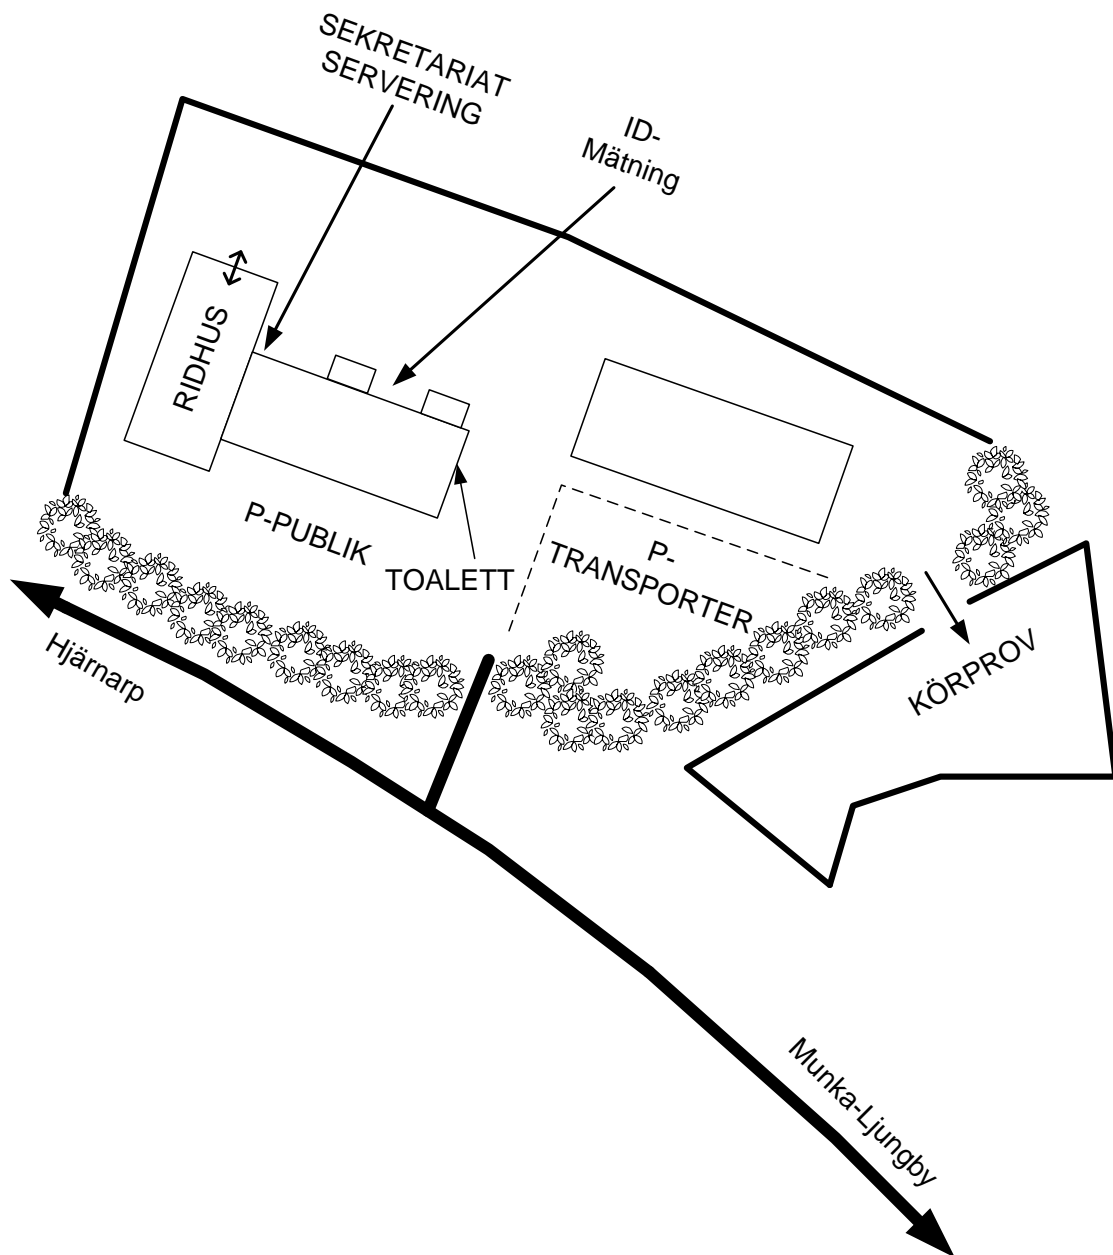 SEKRETARIAT
SERVERING
ID-
Mätning
RIDHUS
P-PUBLIK
TOALETT
P-
TRANSPORTER
KÖRPROV
Hjärnarp
Munka-Ljungby